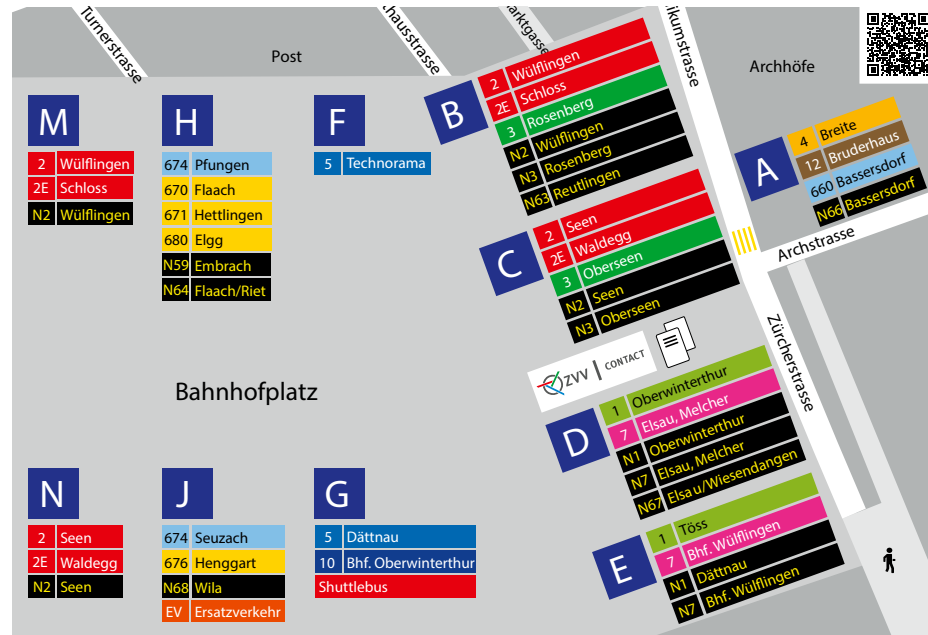 Turnerstrasse
hausstrasse
arktgasse
ikumstrasse
Post
Archhöfe
M
2 Wülflingen
2E Schloss
N2 Wülflingen
H
674 Pfungen
670 Flaach
671 Hettlingen
680 Elgg
N59 Embrach
N64 Flaach/Riet
F
5 Technorama
B
2 Wülflingen
2E Schloss
3 Rosenberg
N2 Wülflingen
N3 Rosenberg
N63 Reutlingen
A
4 Breite
12 Bruderhaus
660 Bassersdorf
N66 Bassersdorf
Archstrasse
C
2 Seen
2E Waldegg
3 Oberseen
N2 Seen
N3 Oberseen
Zürcherstrasse
ZVV | CONTACT
Bahnhofplatz
D
1 Oberwinterthur
7 Elsau, Melcher
N1 Oberwinterthur
N7 Elsau, Melcher
N67 Elsau/Wiesendangen
N
2 Seen
2E Waldegg
N2 Seen
J
674 Seuzach
676 Henggart
N68 Wila
EV Ersatzverkehr
G
5 Dättnau
10 Bhf. Oberwinterthur
Shuttlebus
E
1 Töss
7 Bhf. Wülflingen
N1 Dättnau
N7 Bhf. Wülflingen